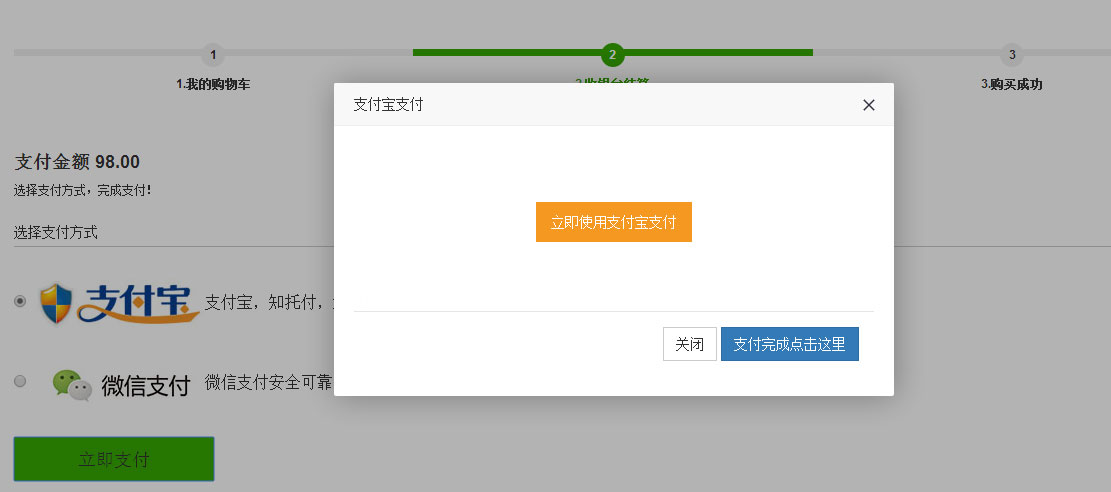 1
2
3
1.我的购物车
3.购买成功
支付宝支付
支付金额 98.00
选择支付方式，完成支付！
立即使用支付宝支付
选择支付方式
支付宝
支付宝，知托付，
微信支付
微信支付安全可靠
关闭
支付完成点击这里
立即支付